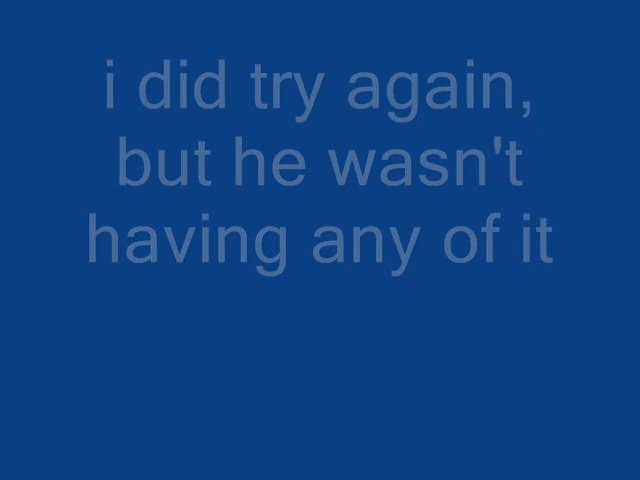 i did try again,
but he wasn't
having any of it